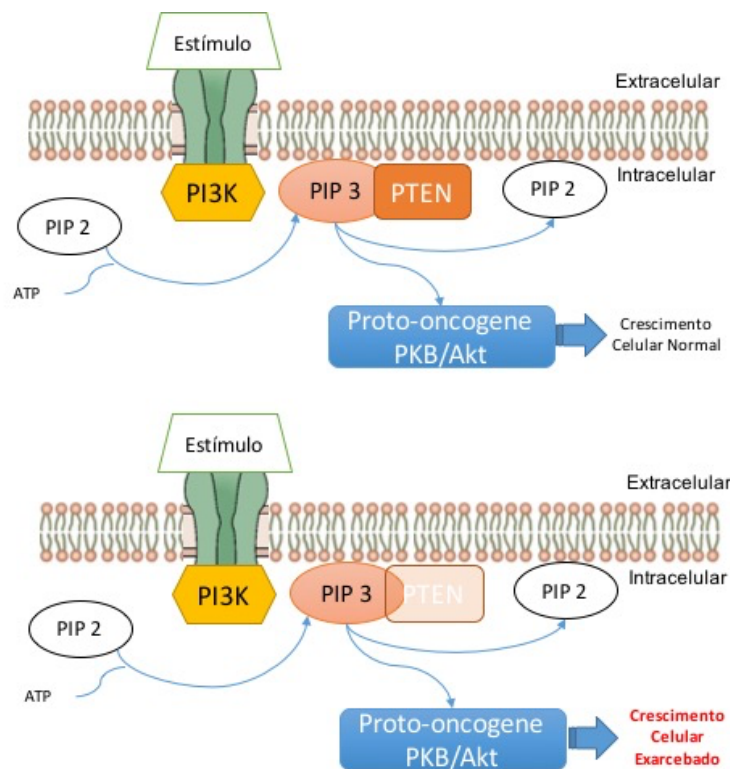 Estímulo
Extracelular
Intracelular
PI3K
PIP 3
PTEN
PIP 2
PIP 2
ATP
Proto-oncogene
PKB/Akt
Crescimento
Celular Normal
Estímulo
Extracelular
Intracelular
PI3K
PIP 3
PTEN
PIP 2
PIP 2
ATP
Proto-oncogene
PKB/Akt
Crescimento
Celular
Exarcebado